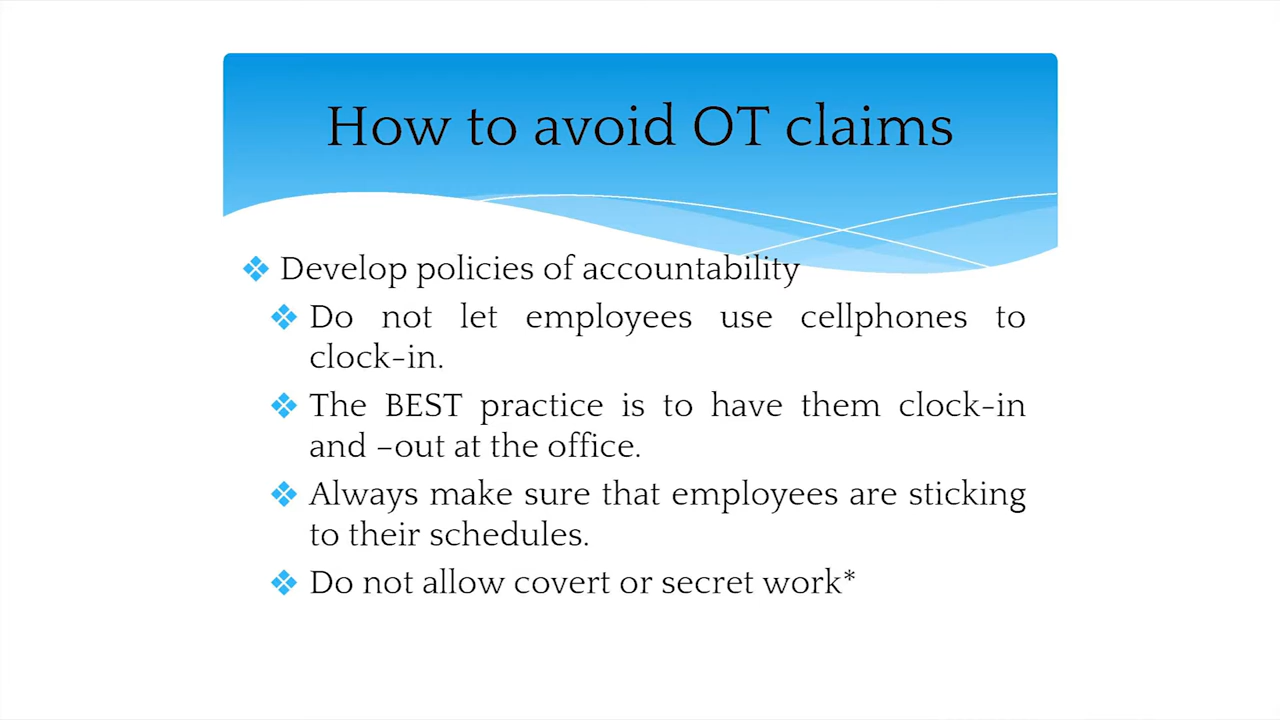 How to avoid OT claims
Develop policies of accountability
Do not let employees use cellphones to
clock-in.
The BEST practice is to have them clock-in
and –out at the office.
Always make sure that employees are sticking
to their schedules.
Do not allow covert or secret work*